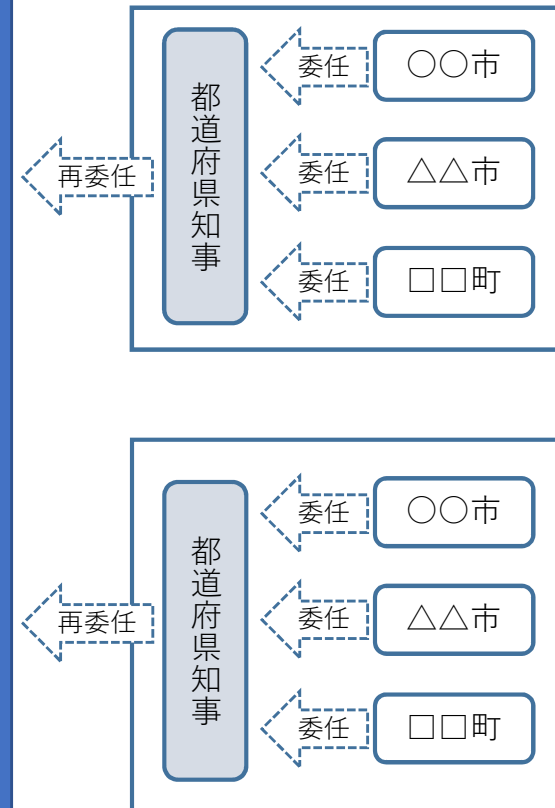 委任
○○市
都道府県知事
再委任
委任
△△市
委任
□□町
委任
○○市
都道府県知事
再委任
委任
△△市
委任
□□町